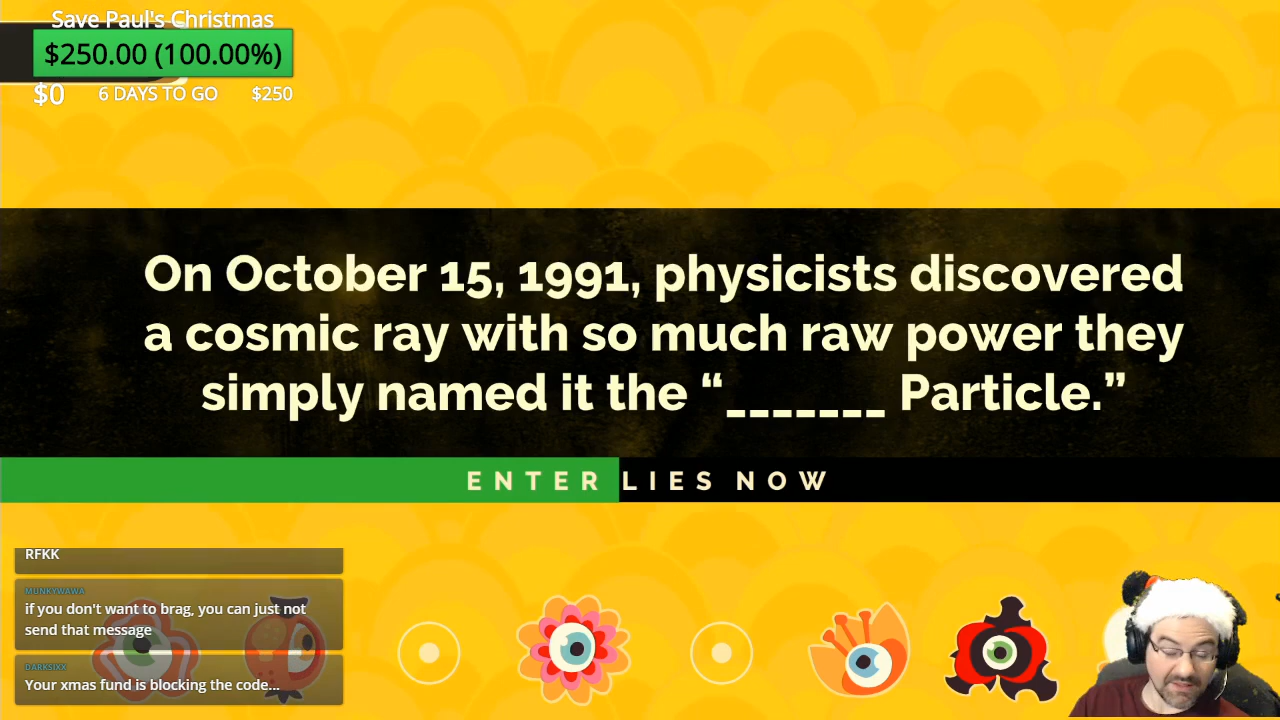 Save Paul's Christmas
$250.00 (100.00%)
$0 6 DAYS TO GO $250
On October 15, 1991, physicists discovered
a cosmic ray with so much raw power they
simply named it the “_______ Particle.”
ENTER LIES NOW
RFKK
MUNKYWAWA
if you don't want to brag, you can just not
send that message
DARKSIXX
Your xmas fund is blocking the code...